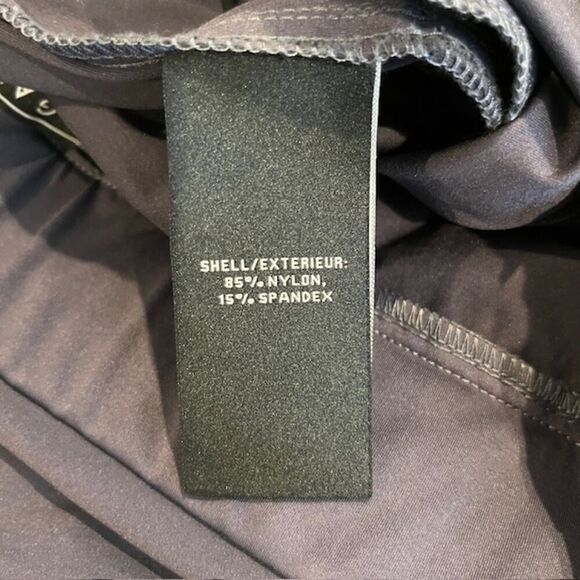 SHELL/EXTERIEUR:
85% NYLON,
15% SPANDEX